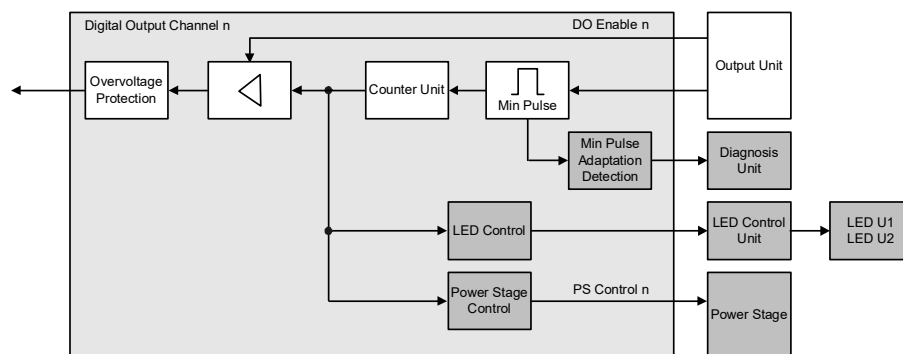 Digital Output Channel n
DO Enable n
Output Unit
Overvoltage
Protection
Counter Unit
Min Pulse
Min Pulse
Adaptation
Detection
Diagnosis
Unit
LED Control
LED Control
Unit
LED U1
LED U2
Power Stage
Control
PS Control n
Power Stage